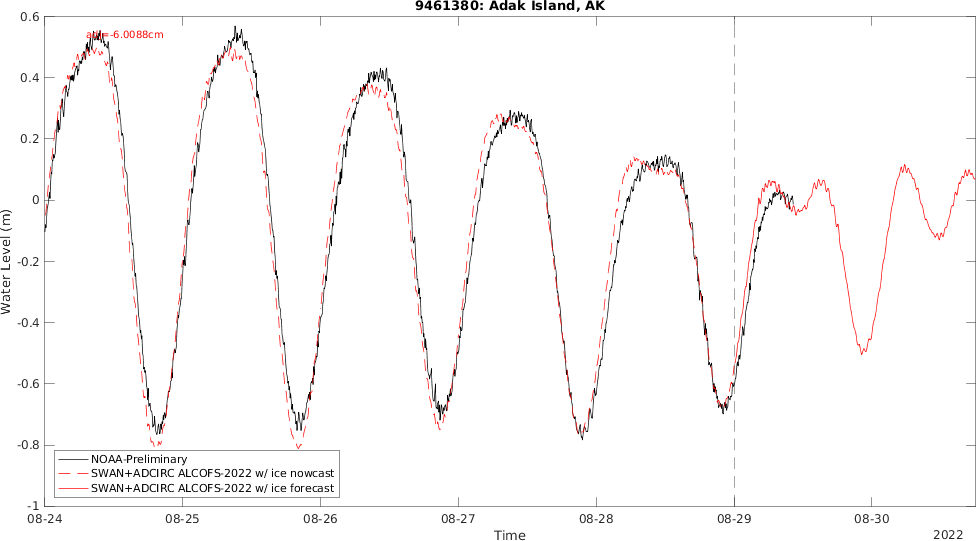 9461380: Adak Island, AK
=-6.0088cm
0.6
0.4
0.2
0
-0.2
-0.4
-0.6
-0.8
-1
Water Level (m)
NOAA-Preliminary
SWAN+ADCIRC ALCOFS-2022 w/ ice nowcast
SWAN+ADCIRC ALCOFS-2022 w/ ice forecast
08-24 08-25 08-26 08-27 08-28 08-29 08-30
Time
2022